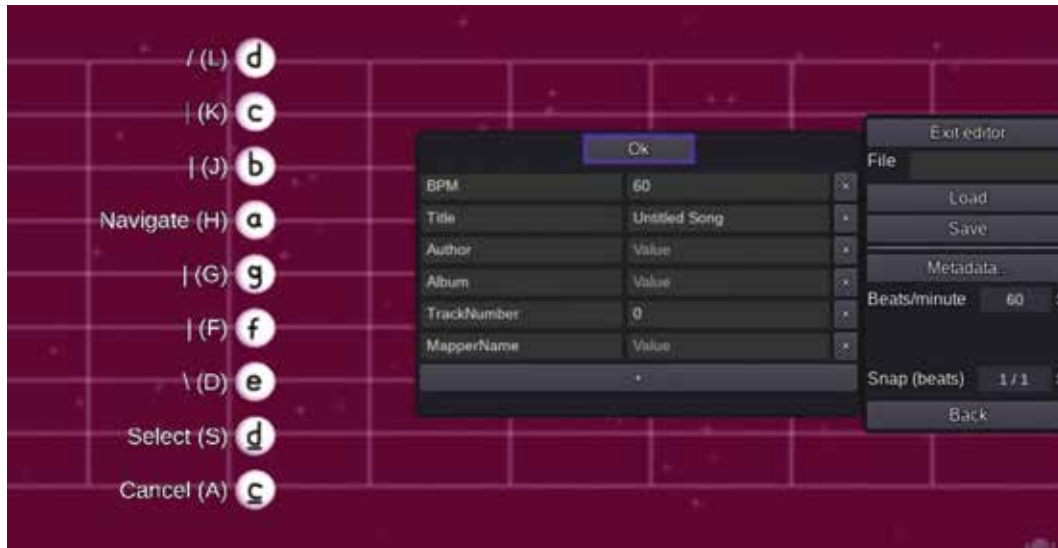 / (L) d
| (K) c
| (J) b
Navigate (H) a
| (G) g
| (F) f
\ (D) e
Select (S) d
Cancel (A) c
Ok
BPM 60 ×
Title Untitled Song ×
Author Value ×
Album Value ×
TrackNumber 0 ×
MapperName Value ×
+
Exit editor
File
Load
Save
Metadata...
Beats/minute 60
Snap (beats) 1 / 1
Back